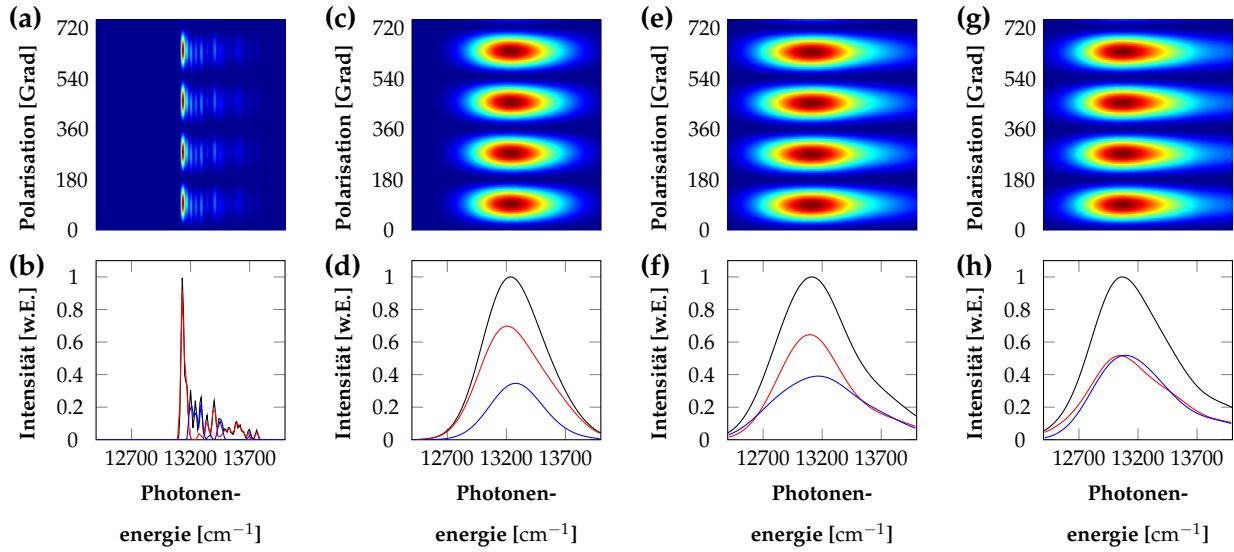 (a)
Polarisation [Grad]
720
540
360
180
0
(c)
Polarisation [Grad]
720
540
360
180
0
(e)
Polarisation [Grad]
720
540
360
180
0
(g)
Polarisation [Grad]
720
540
360
180
0
(b)
Intensität [w.E.]
1
0.8
0.6
0.4
0.2
0
12700 13200 13700
Photonen-
energie [cm−1]
(d)
Intensität [w.E.]
1
0.8
0.6
0.4
0.2
0
12700 13200 13700
Photonen-
energie [cm−1]
(f)
Intensität [w.E.]
1
0.8
0.6
0.4
0.2
0
12700 13200 13700
Photonen-
energie [cm−1]
(h)
Intensität [w.E.]
1
0.8
0.6
0.4
0.2
0
12700 13200 13700
Photonen-
energie [cm−1]